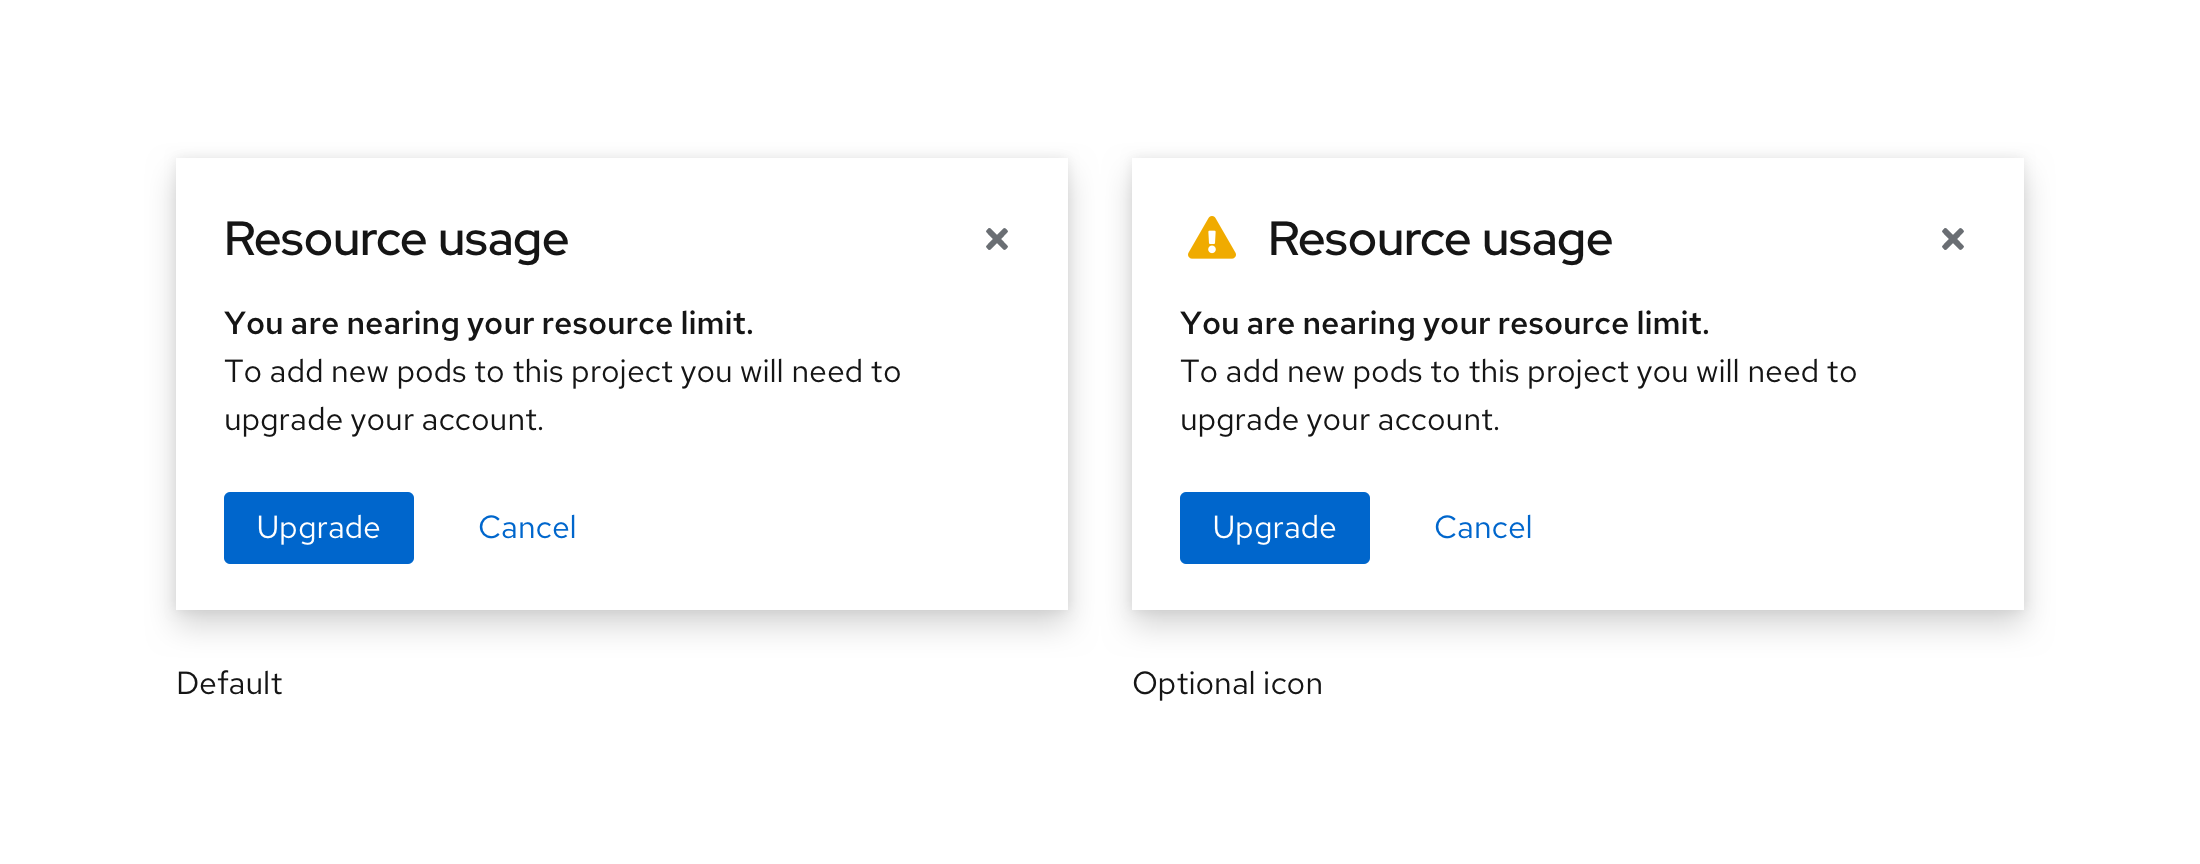 Resource usage
You are nearing your resource limit.
To add new pods to this project you will need to
upgrade your account.
Upgrade
Cancel
Default
Resource usage
You are nearing your resource limit.
To add new pods to this project you will need to
upgrade your account.
Upgrade
Cancel
Optional icon